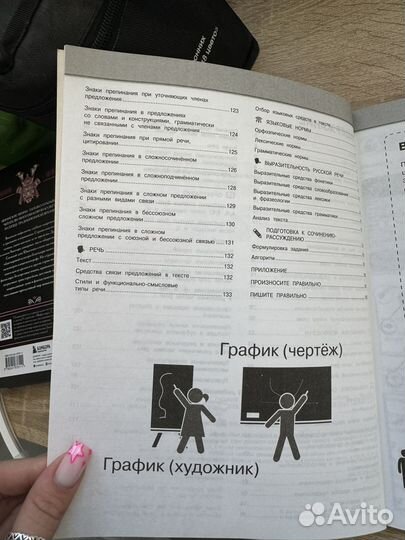 Знаки препинания при уточняющих членах
предложения 123
Знаки препинания в предложениях
со словами и конструкциями, грамматически
не связанными с членами предложения 124
Знаки препинания при прямой речи,
цитировании 125
Знаки препинания в сложносочинённом
предложении 126
Знаки препинания в сложноподчинённом
предложении 128
Знаки препинания в сложном предложении
с разными видами связи 129
Знаки препинания в бессоюзном
сложном предложении 130
Знаки препинания в сложном
предложении с союзной и бессоюзной связью 131
РЕЧЬ 132
Текст 132
Средства связи предложений в тексте 132
Стили и функционально-смысловые
типы речи 133
Отбор языковых средств в тексте
ЯЗЫКОВЫЕ НОРМЫ
Орфоэпические нормы
Лексические нормы
Грамматические нормы
ВЫРАЗИТЕЛЬНОСТЬ РУССКОЙ РЕЧИ
Выразительные средства фонетики
Выразительные средства словообразования
Выразительные средства лексики
и фразеологии
Выразительные средства грамматики
Анализ текста
ПОДГОТОВКА К СОЧИНЕНИЮ-
РАССУЖДЕНИЮ
Формулировка задания
Алгоритм
ПРИЛОЖЕНИЕ
ПРОИЗНОСИТЕ ПРАВИЛЬНО
ПИШИТЕ ПРАВИЛЬНО
График (чертёж)
График (художник)
Avito